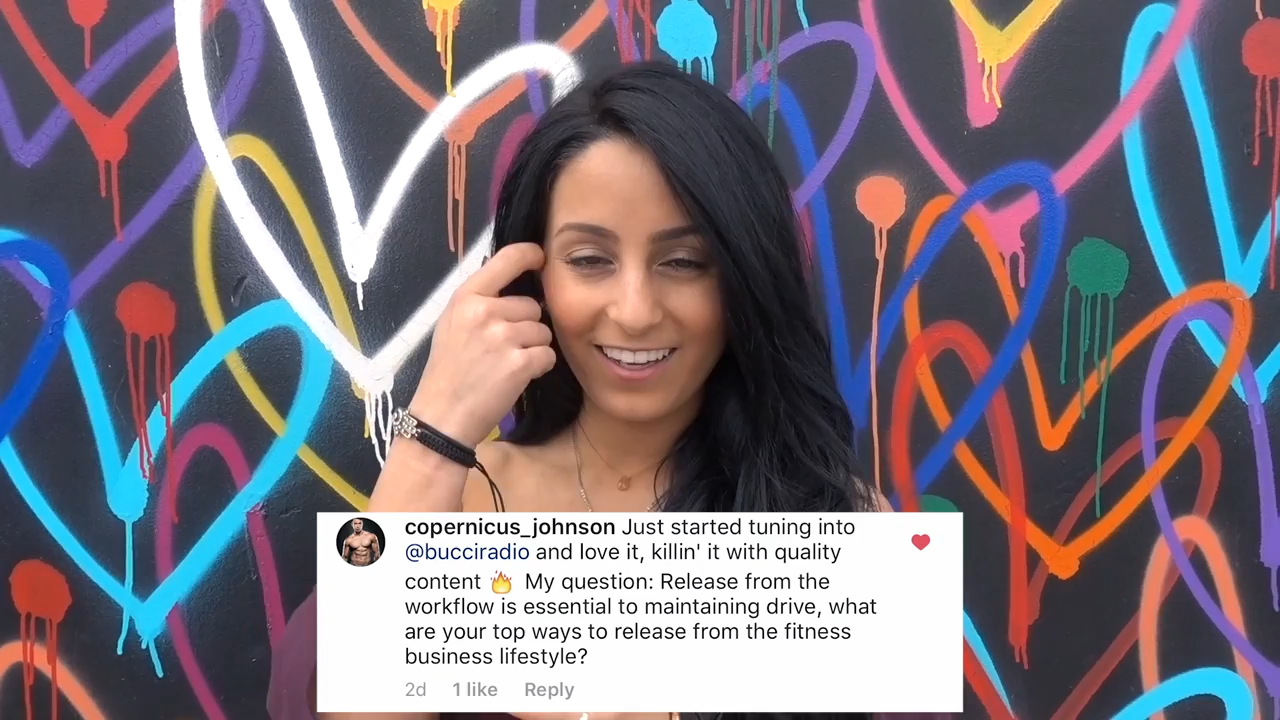 copernicus_johnson Just started tuning into
@bucciradio and love it, killin' it with quality
content 🔥 My question: Release from the
workflow is essential to maintaining drive, what
are your top ways to release from the fitness
business lifestyle?
2d 1 like Reply